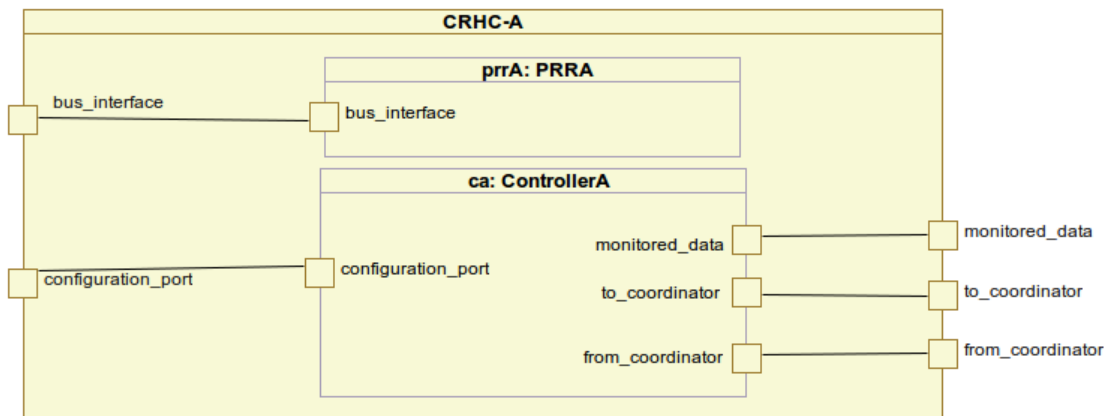 CRHC-A
prrA: PRRA
bus_interface
bus_interface
ca: ControllerA
configuration_port
configuration_port
monitored_data
monitored_data
to_coordinator
to_coordinator
from_coordinator
from_coordinator